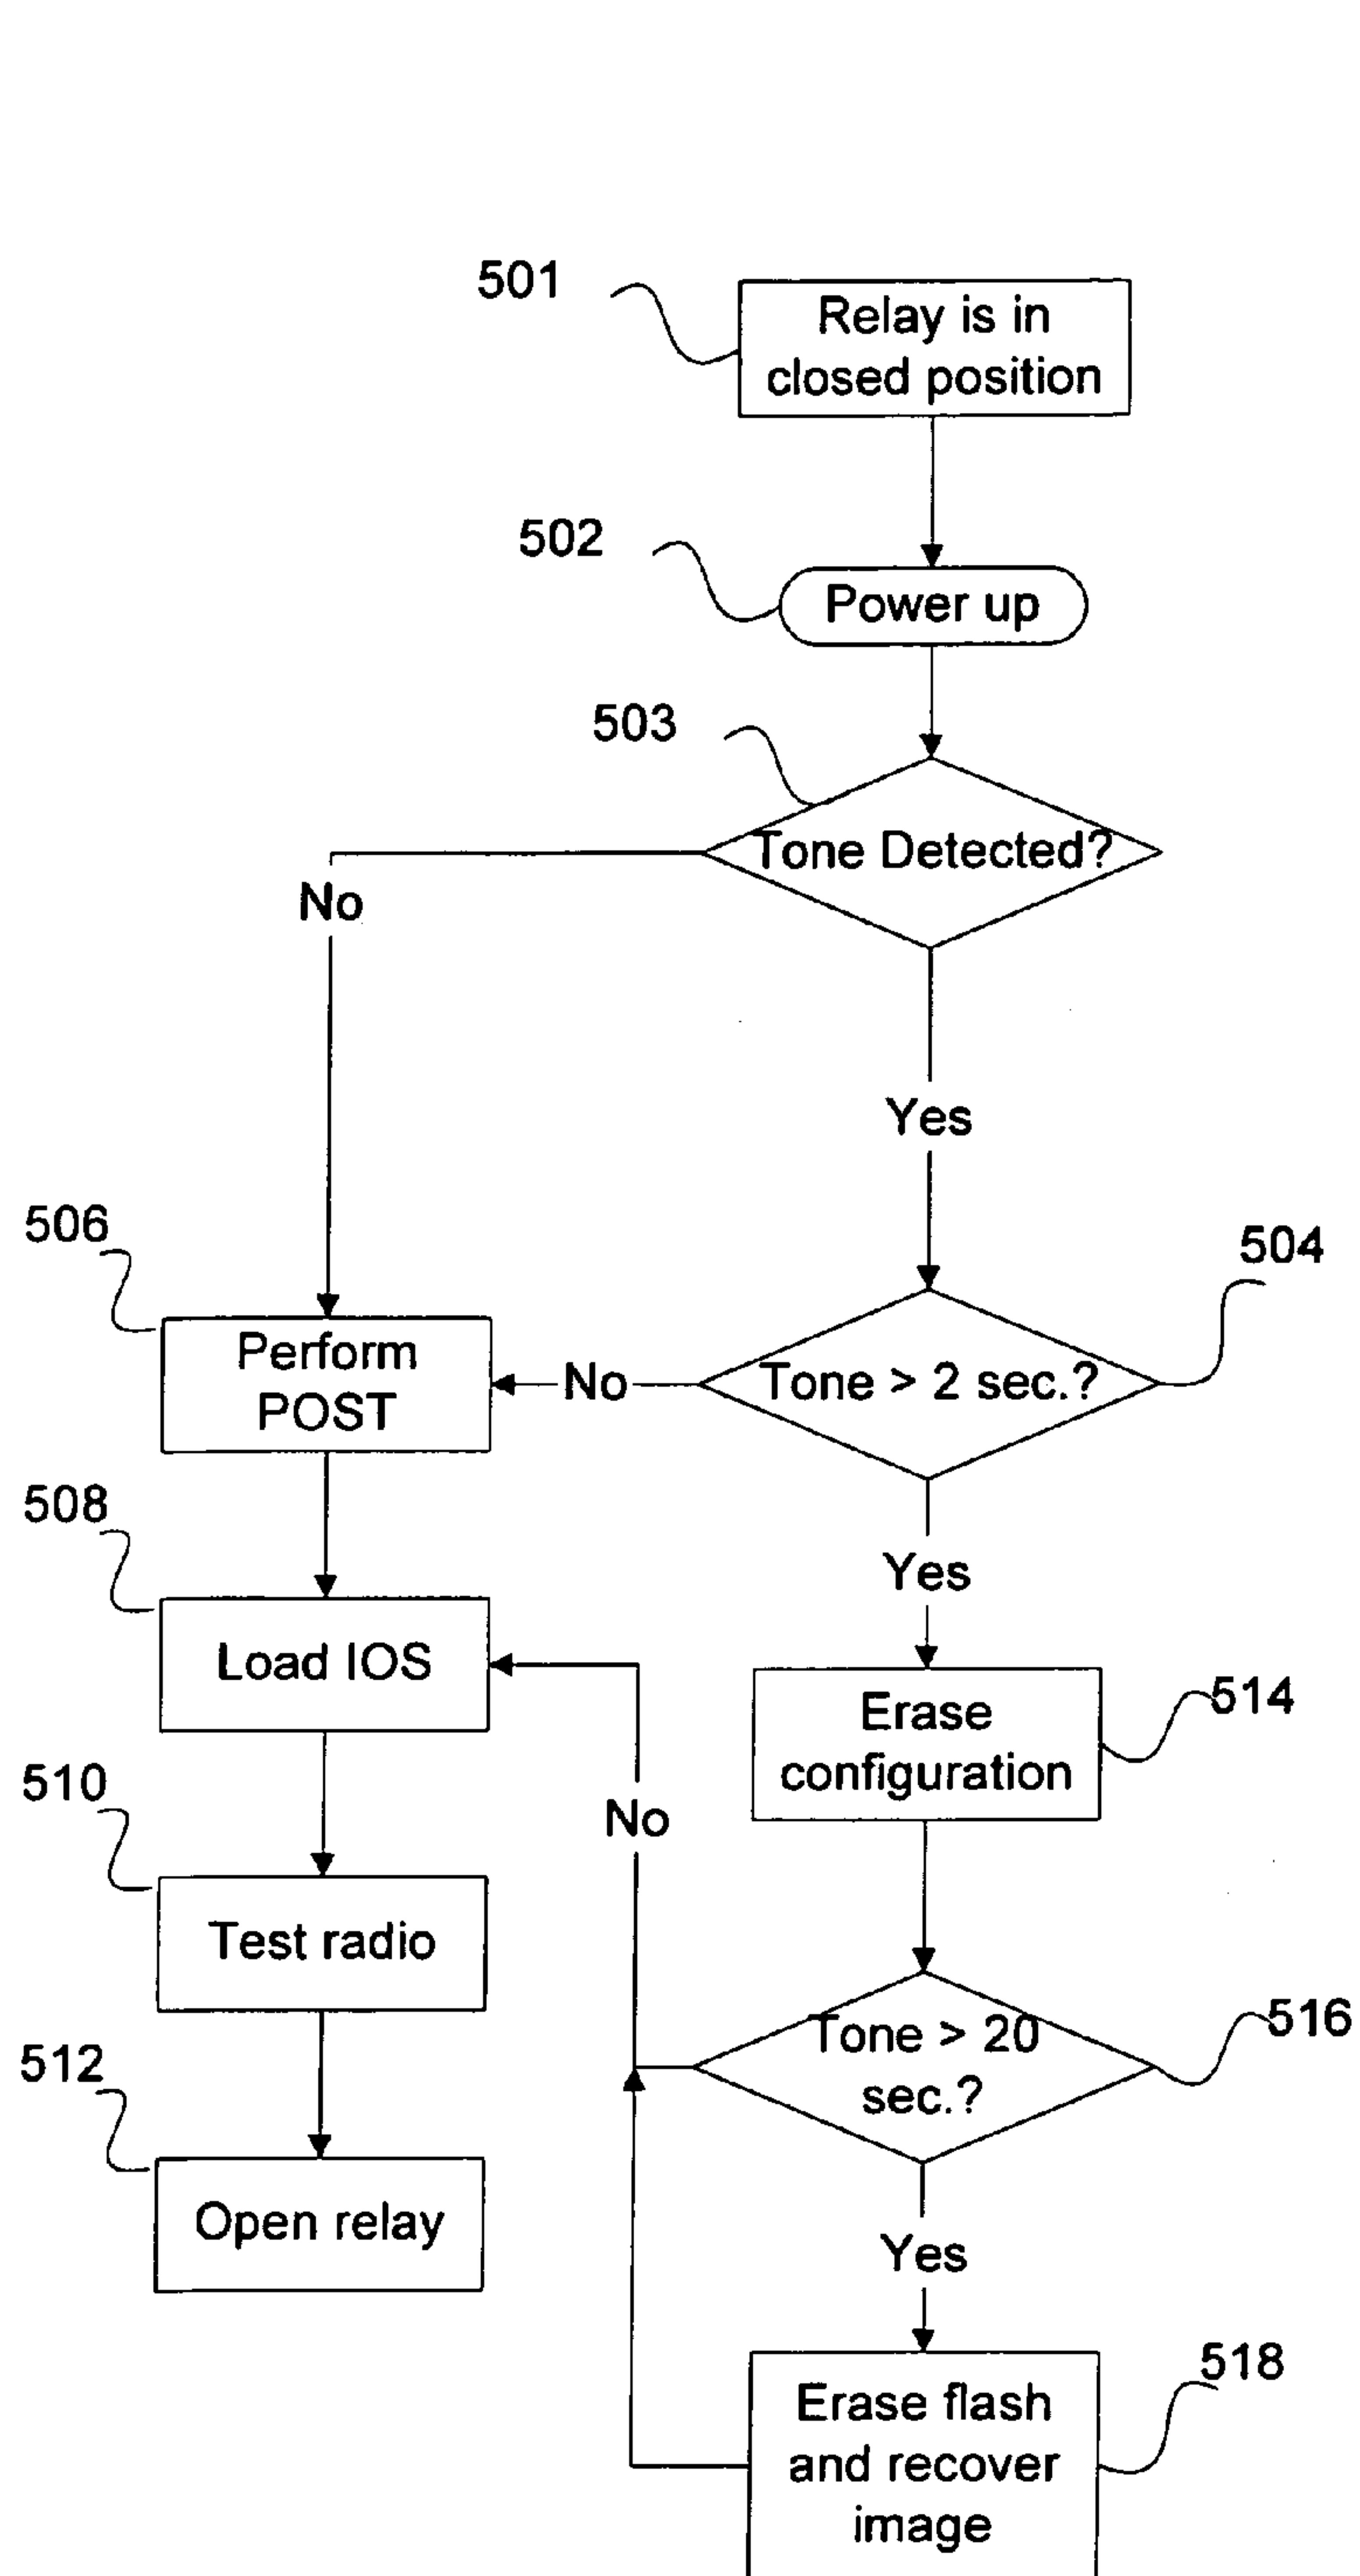 501
Relay is in
closed position
502
Power up
503
Tone Detected?
No
Yes
506
504
Perform
POST
No
Tone > 2 sec.?
508
Yes
Load IOS
514
Erase
configuration
510
No
Test radio
516
Tone > 20
sec.?
512
Open relay
Yes
518
Erase flash
and recover
image